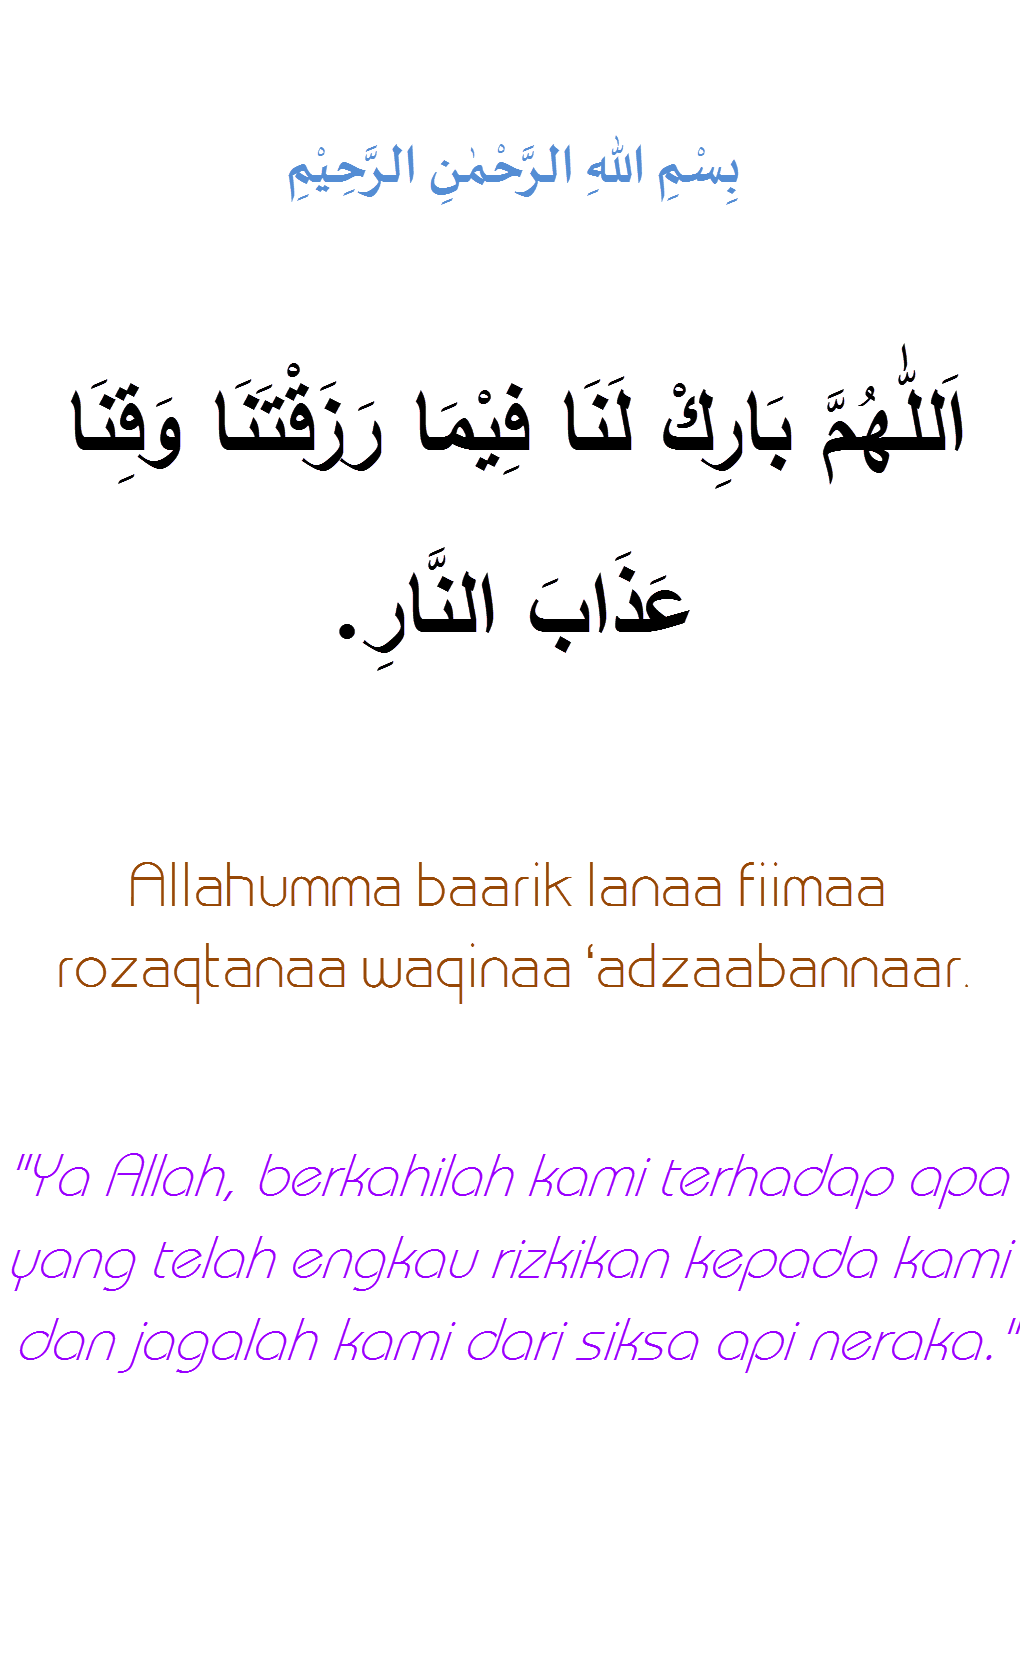 بِسْمِ اللهِ الرَّحْمٰنِ الرَّحِيْمِ
اَللّٰهُمَّ بَارِكْ لَنَا فِيْمَا رَزَقْتَنَا وَقِنَا
عَذَابَ النَّارِ.
Allahumma baarik lanaa fiimaa
rozaqtanaa waqinaa ‘adzaabannaar.
"Ya Allah, berkahilah kami terhadap apa
yang telah engkau rizkikan kepada kami
dan jagalah kami dari siksa api neraka."